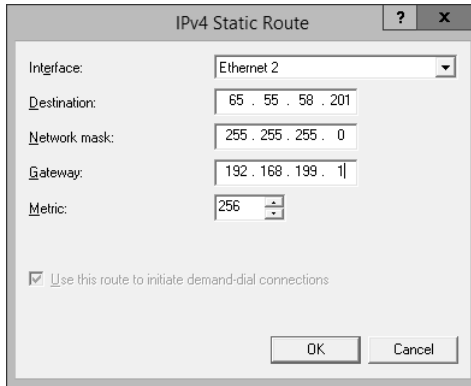 IPv4 Static Route
? x
Interface: Ethernet 2
Destination: 65 . 55 . 58 . 201
Network mask: 255 . 255 . 255 . 0
Gateway: 192 . 168 . 199 . 1
Metric: 256
Use this route to initiate demand-dial connections
OK Cancel